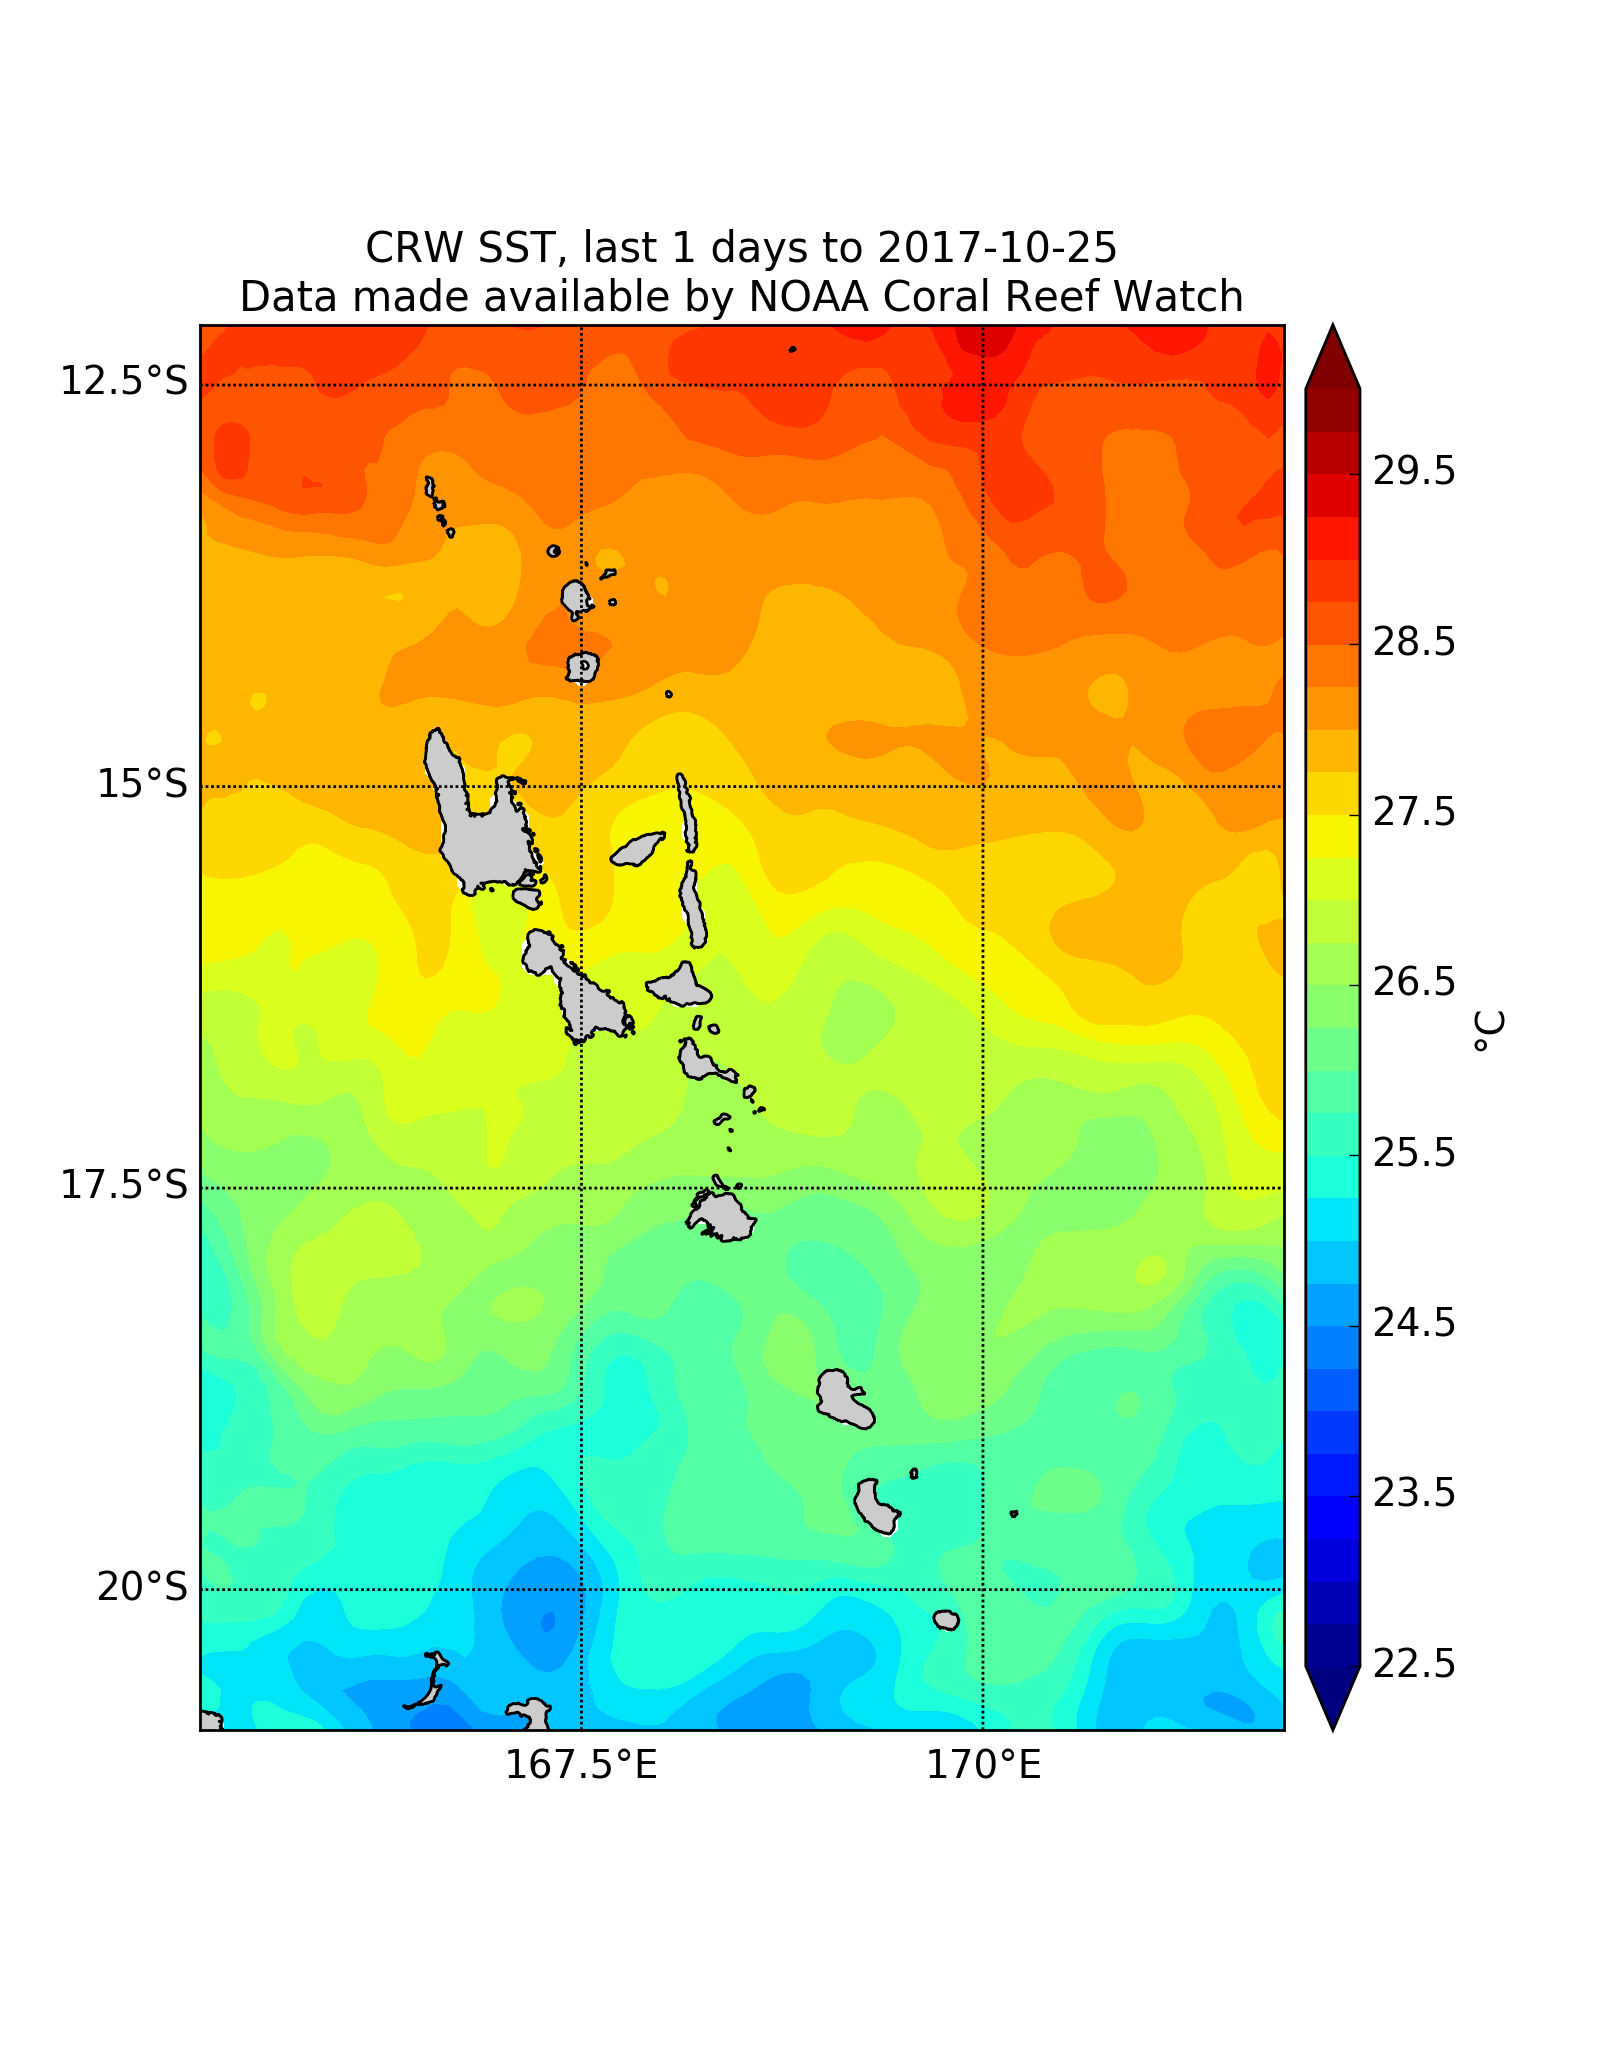 CRW SST, last 1 days to 2017-10-25
Data made available by NOAA Coral Reef Watch
12.5°S
15°S
17.5°S
20°S
167.5°E
170°E
29.5
28.5
27.5
26.5
25.5
24.5
23.5
22.5
°C